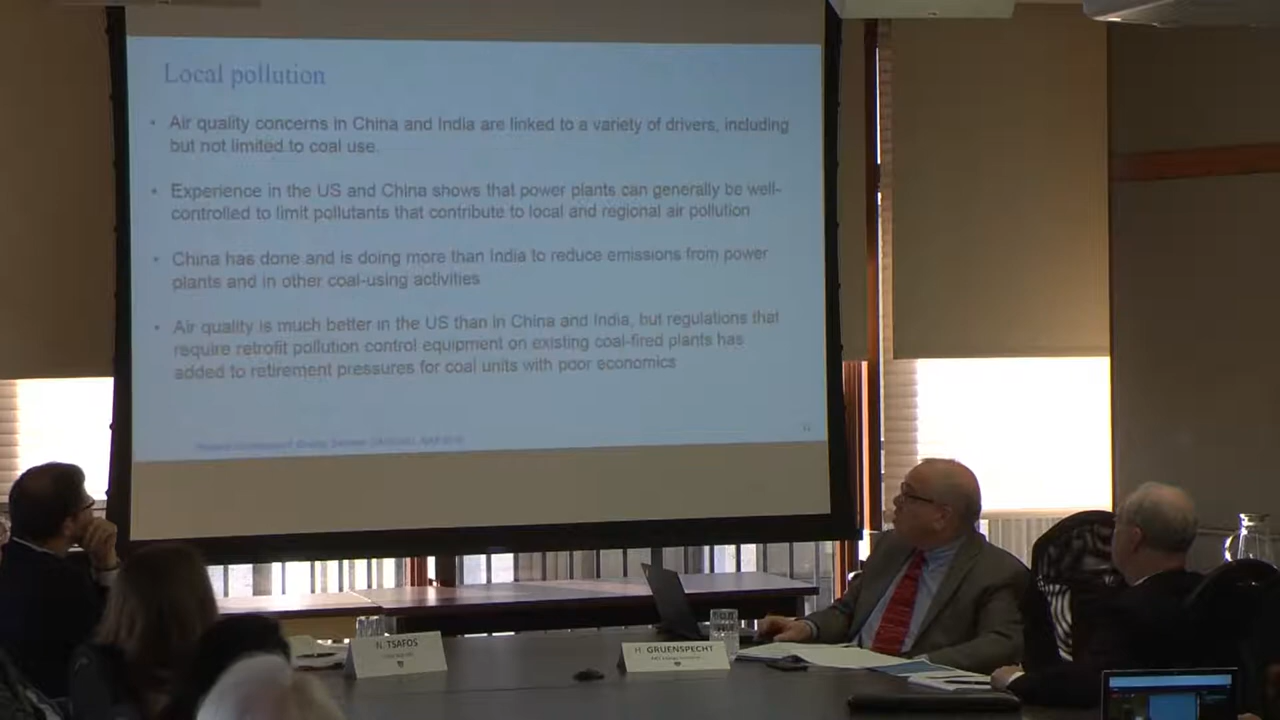 Local pollution
• Air quality concerns in China and India are linked to a variety of drivers, including
but not limited to coal use.
• Experience in the US and China shows that power plants can generally be well-
controlled to limit pollutants that contribute to local and regional air pollution
• China has done and is doing more than India to reduce emissions from power
plants and in other coal-using activities
• Air quality is much better in the US than in China and India, but regulations that
require retrofit pollution control equipment on existing coal-fired plants has
added to retirement pressures for coal units with poor economics
N. TSAFOS
H. GRUENSPECHT